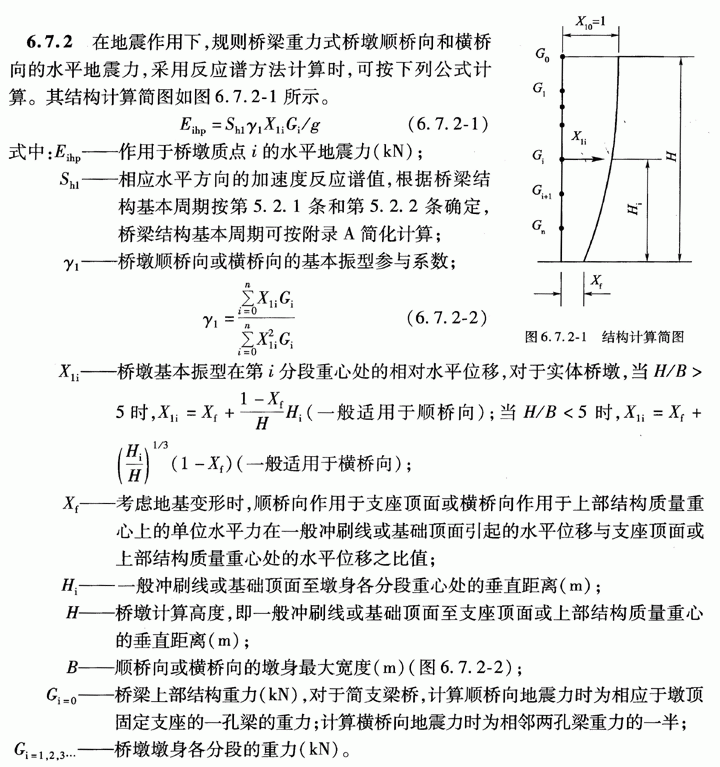 6.7.2 在地震作用下,规则桥梁重力式桥墩顺桥向和横桥
向的水平地震力,采用反应谱方法计算时,可按下列公式计
算。其结构计算简图如图6.7.2-1所示。
E_ihp = S_h1 γ_1 X_1i G_i / g (6.7.2-1)
式中:E_ihp——作用于桥墩质点 i 的水平地震力(kN);
S_h1——相应水平方向的加速度反应谱值,根据桥梁结
构基本周期按第 5.2.1 条和第 5.2.2 条确定,
桥梁结构基本周期可按附录 A 简化计算;
γ_1——桥墩顺桥向或横桥向的基本振型参与系数;
γ_1 = \frac{\sum_{i=0}^{n} X_{1i} G_i}{\sum_{i=0}^{n} X_{1i}^2 G_i} (6.7.2-2)
X_{i0}=1
G_0
G_1
X_{1i}
G_i
G_{i+1}
G_n
H_i
H
X_f
图6.7.2-1 结构计算简图
X_1i——桥墩基本振型在第 i 分段重心处的相对水平位移,对于实体桥墩,当 H/B >
5 时,X_1i = X_f + \frac{1-X_f}{H} H_i (一般适用于顺桥向);当 H/B < 5 时,X_1i = X_f +
(\frac{H_i}{H})^{1/3} (1-X_f)(一般适用于横桥向);
X_f——考虑地基变形时,顺桥向作用于支座顶面或横桥向作用于上部结构质量重
心上的单位水平力在一般冲刷线或基础顶面引起的水平位移与支座顶面或
上部结构质量重心处的水平位移之比值;
H_i——一般冲刷线或基础顶面至墩身各分段重心处的垂直距离(m);
H——桥墩计算高度,即一般冲刷线或基础顶面至支座顶面或上部结构质量重心
的垂直距离(m);
B——顺桥向或横桥向的墩身最大宽度(m)(图6.7.2-2);
G_{i=0}——桥梁上部结构重力(kN),对于简支梁桥,计算顺桥向地震力时为相应于墩顶
固定支座的一孔梁的重力;计算横桥向地震力时为相邻两孔梁重力的一半;
G_{i=1,2,3…}——桥墩墩身各分段的重力(kN)。